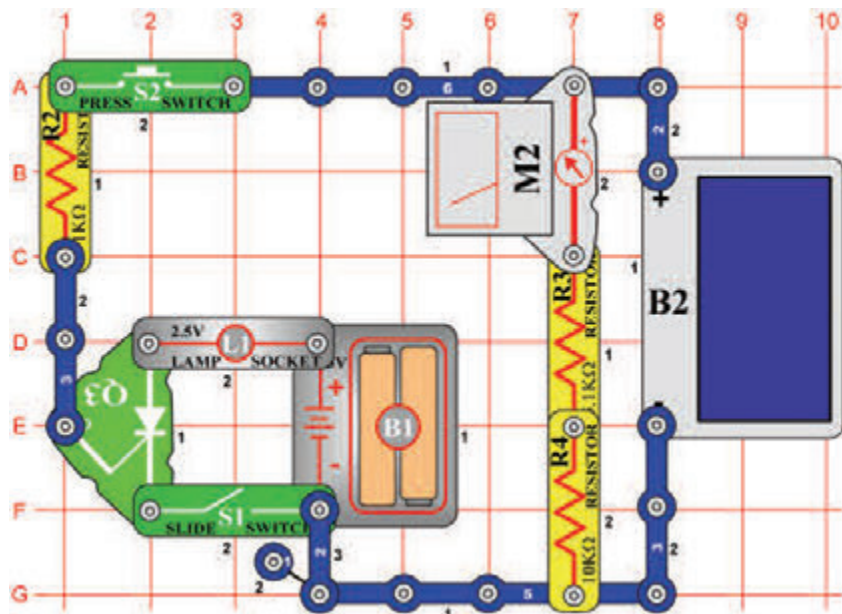 1 2 3 4 5 6 7 8 9 10
A
B
C
D
E
F
G
S2
PRESS SWITCH
2
1
6
2
2
R2
RESIST
1KΩ
1
M2
+
2
+
B2
-
1
2
3
2.5V
L1
LAMP SOCKET
2
V
Q3
1
+
B1
-
1
R3
RESISTOR
.1KΩ
1
R4
RESISTOR
10KΩ
2
S1
SLIDE SWITCH
2
2
3
1
2
5
3
2